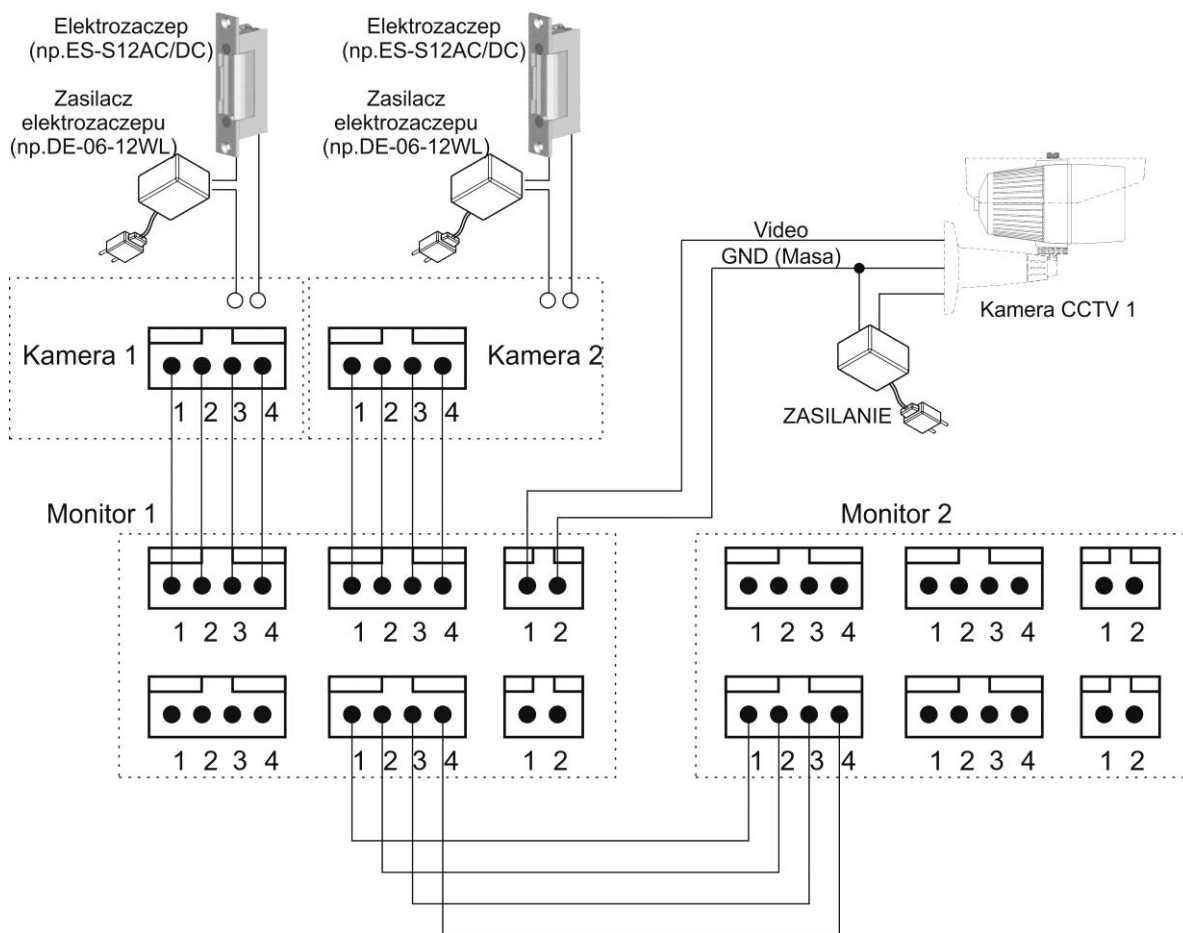 Elektrozaczep
(np.ES-S12AC/DC)
Zasilacz
elektrozaczepu
(np.DE-06-12WL)
Elektrozaczep
(np.ES-S12AC/DC)
Zasilacz
elektrozaczepu
(np.DE-06-12WL)
Video
GND (Masa)
Kamera CCTV 1
ZASILANIE
Kamera 1
1 2 3 4
Kamera 2
1 2 3 4
Monitor 1
1 2 3 4
1 2 3 4
1 2
1 2 3 4
1 2 3 4
1 2
Monitor 2
1 2 3 4
1 2 3 4
1 2
1 2 3 4
1 2 3 4
1 2